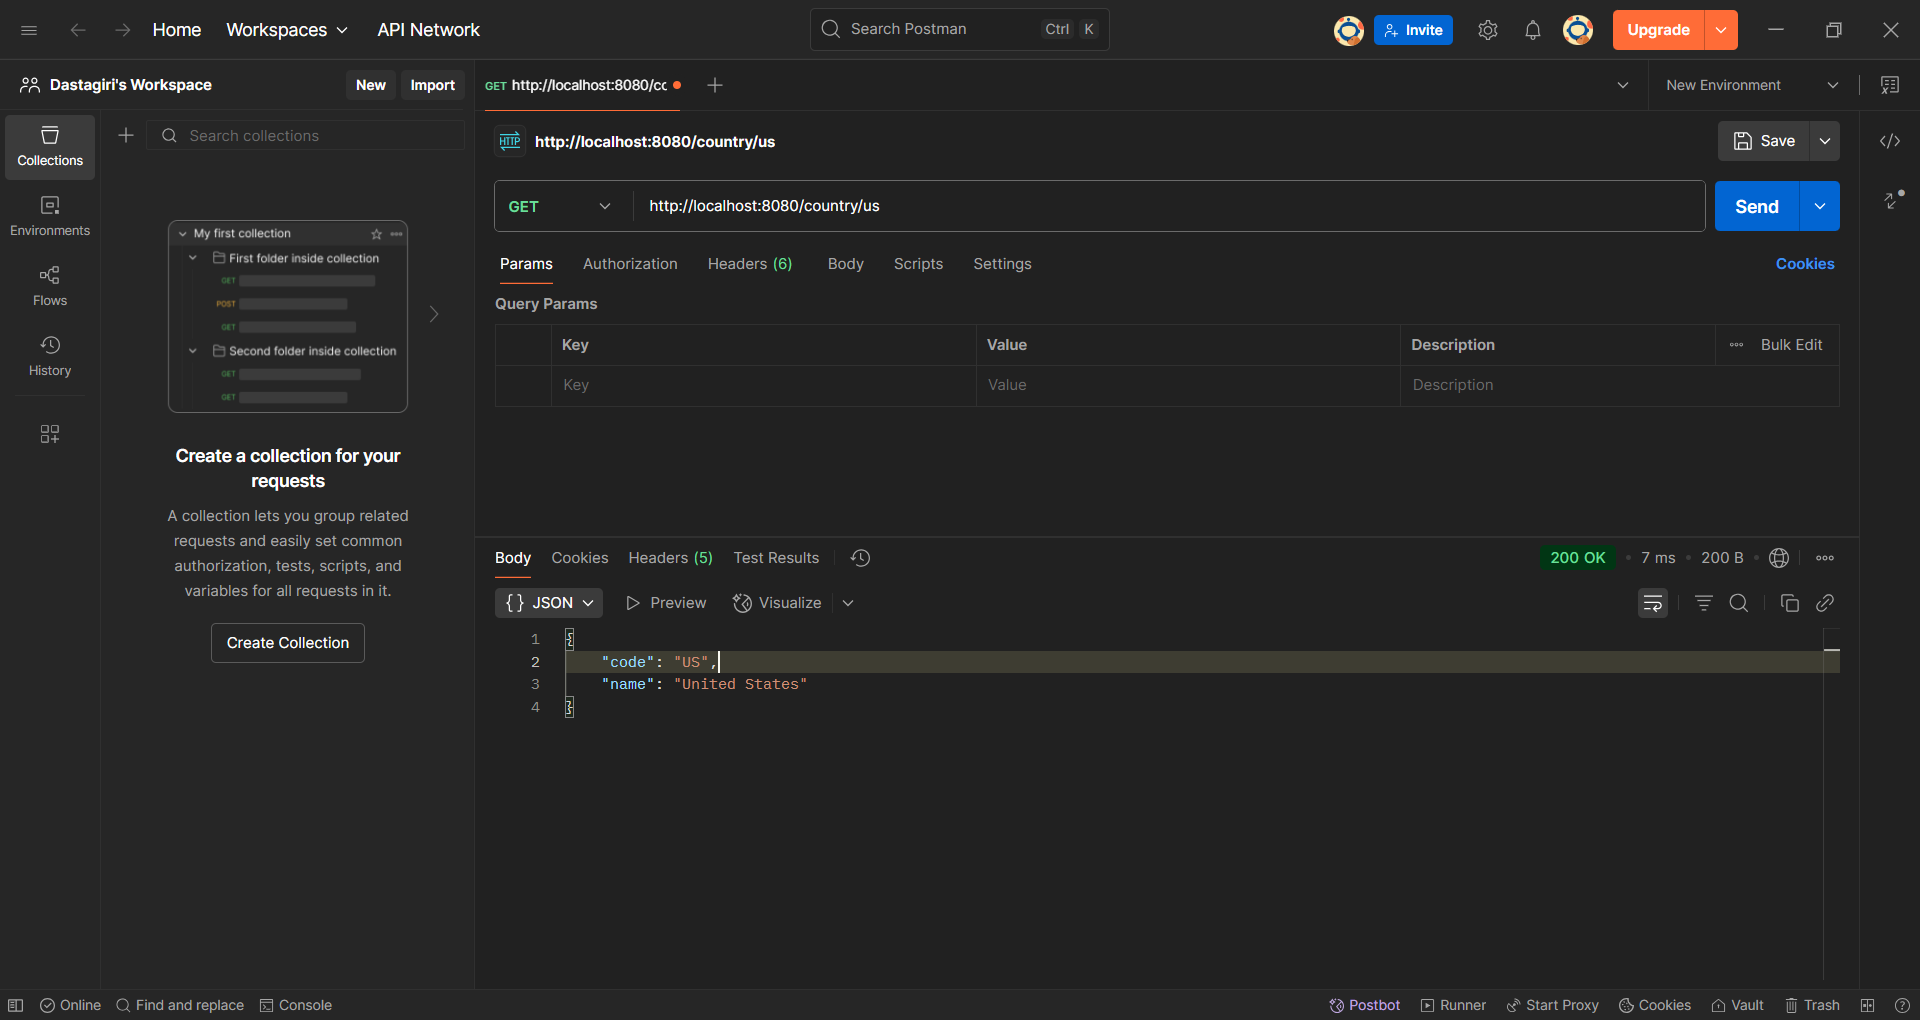 Home Workspaces API Network Search Postman Ctrl K Invite Upgrade
Dastagiri's Workspace New Import GET http://localhost:8080/cc New Environment
Collections
Search collections
HTTP http://localhost:8080/country/us Save
Environments
GET http://localhost:8080/country/us Send
My first collection
First folder inside collection
GET
POST
GET
Second folder inside collection
GET
GET
Params Authorization Headers (6) Body Scripts Settings Cookies
Flows
Query Params
Key Value Description Bulk Edit
History
Key Value Description
Create a collection for your
requests
A collection lets you group related
requests and easily set common
authorization, tests, scripts, and
variables for all requests in it.
Create Collection
Body Cookies Headers (5) Test Results 200 OK • 7 ms • 200 B •
{} JSON Preview Visualize
1 {
2 "code": "US",
3 "name": "United States"
4 }
Online Find and replace Console Postbot Runner Start Proxy Cookies Vault Trash